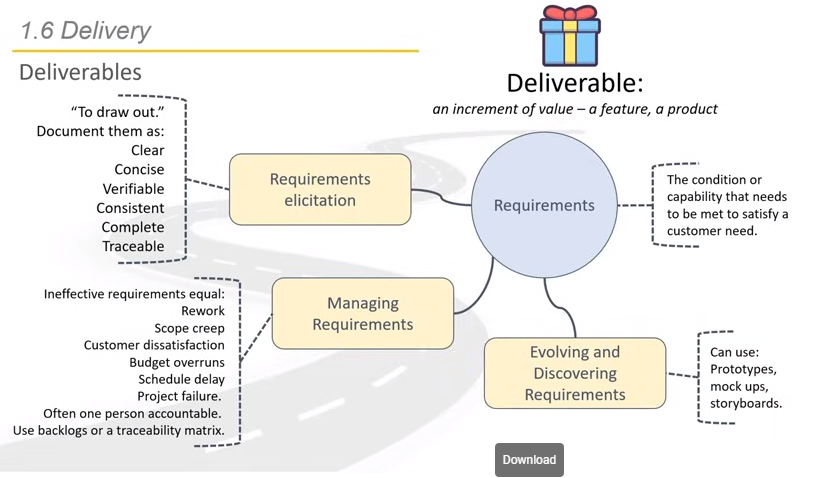 1.6 Delivery
Deliverables
Deliverable:
an increment of value – a feature, a product
“To draw out.”
Document them as:
Clear
Concise
Verifiable
Consistent
Complete
Traceable
Requirements
elicitation
Requirements
The condition or
capability that needs
to be met to satisfy a
customer need.
Ineffective requirements equal:
Rework
Scope creep
Customer dissatisfaction
Budget overruns
Schedule delay
Project failure.
Often one person accountable.
Use backlogs or a traceability matrix.
Managing
Requirements
Evolving and
Discovering
Requirements
Can use:
Prototypes,
mock ups,
storyboards.
Download